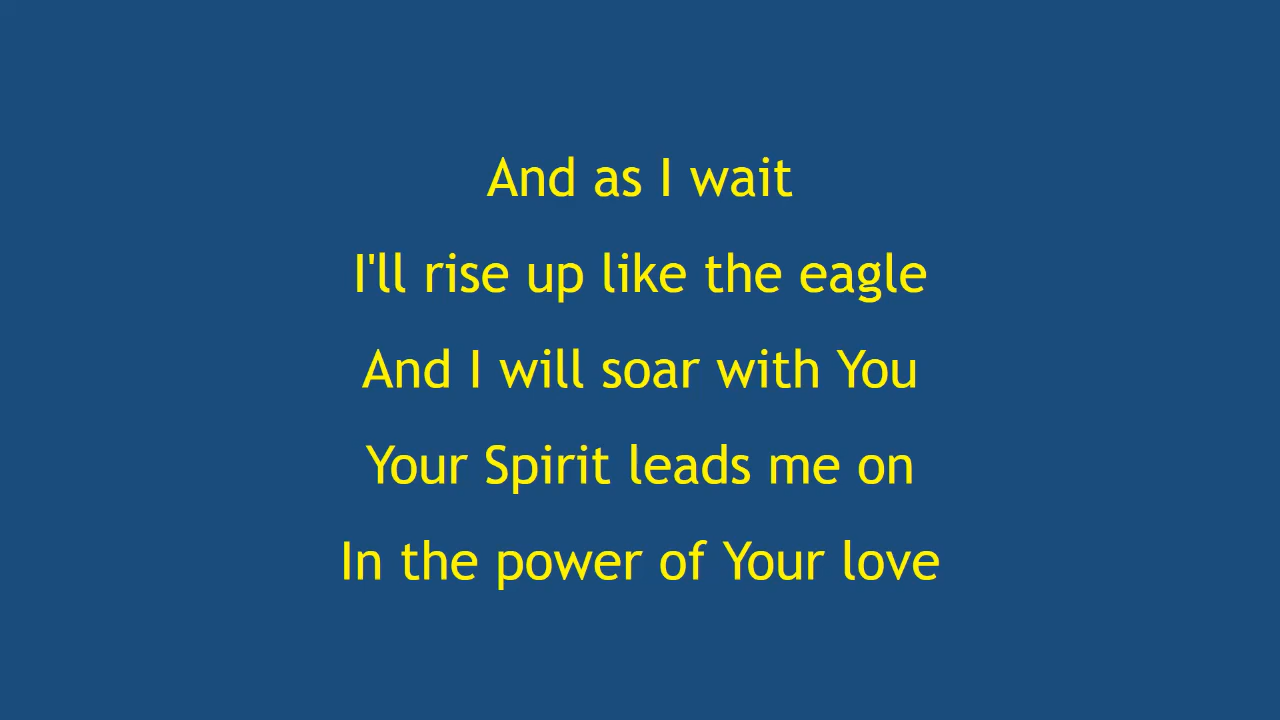 And as I wait
I'll rise up like the eagle
And I will soar with You
Your Spirit leads me on
In the power of Your love